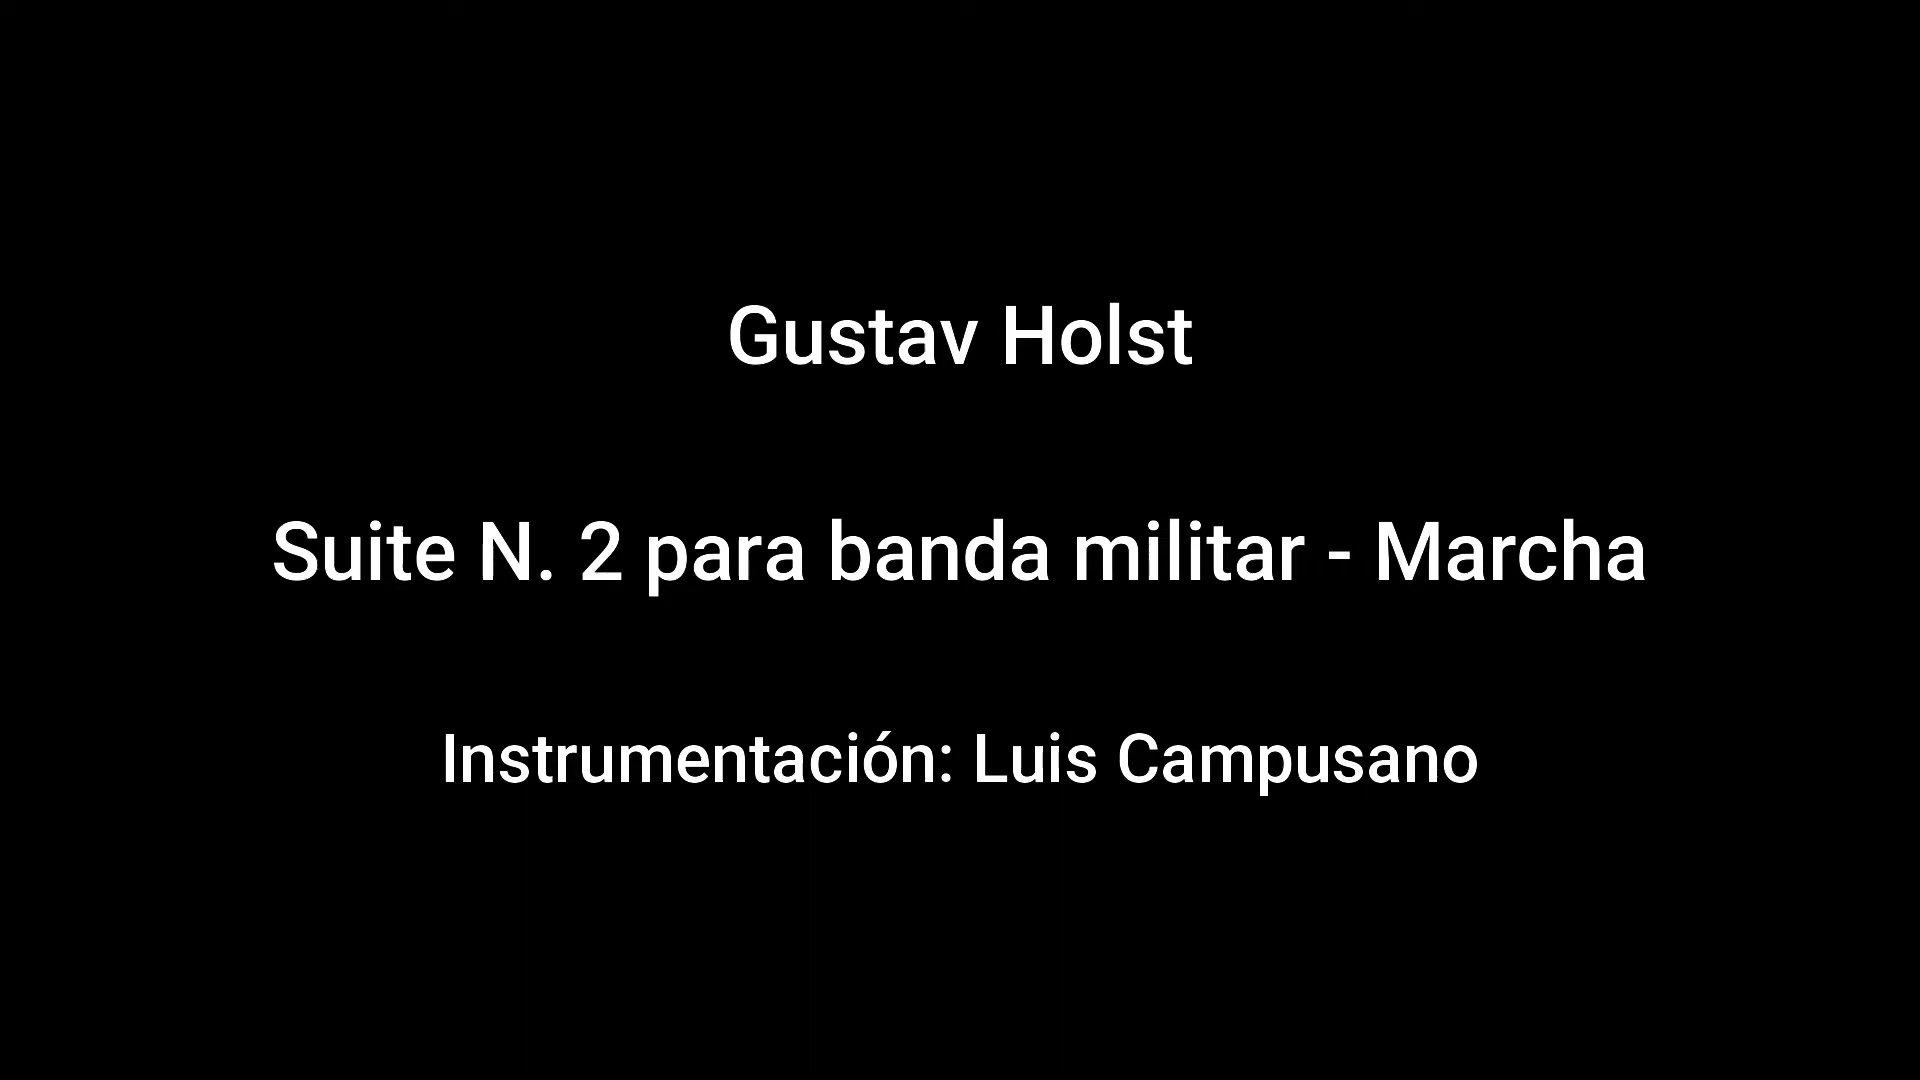 Gustav Holst
Suite N. 2 para banda militar - Marcha
Instrumentación: Luis Campusano